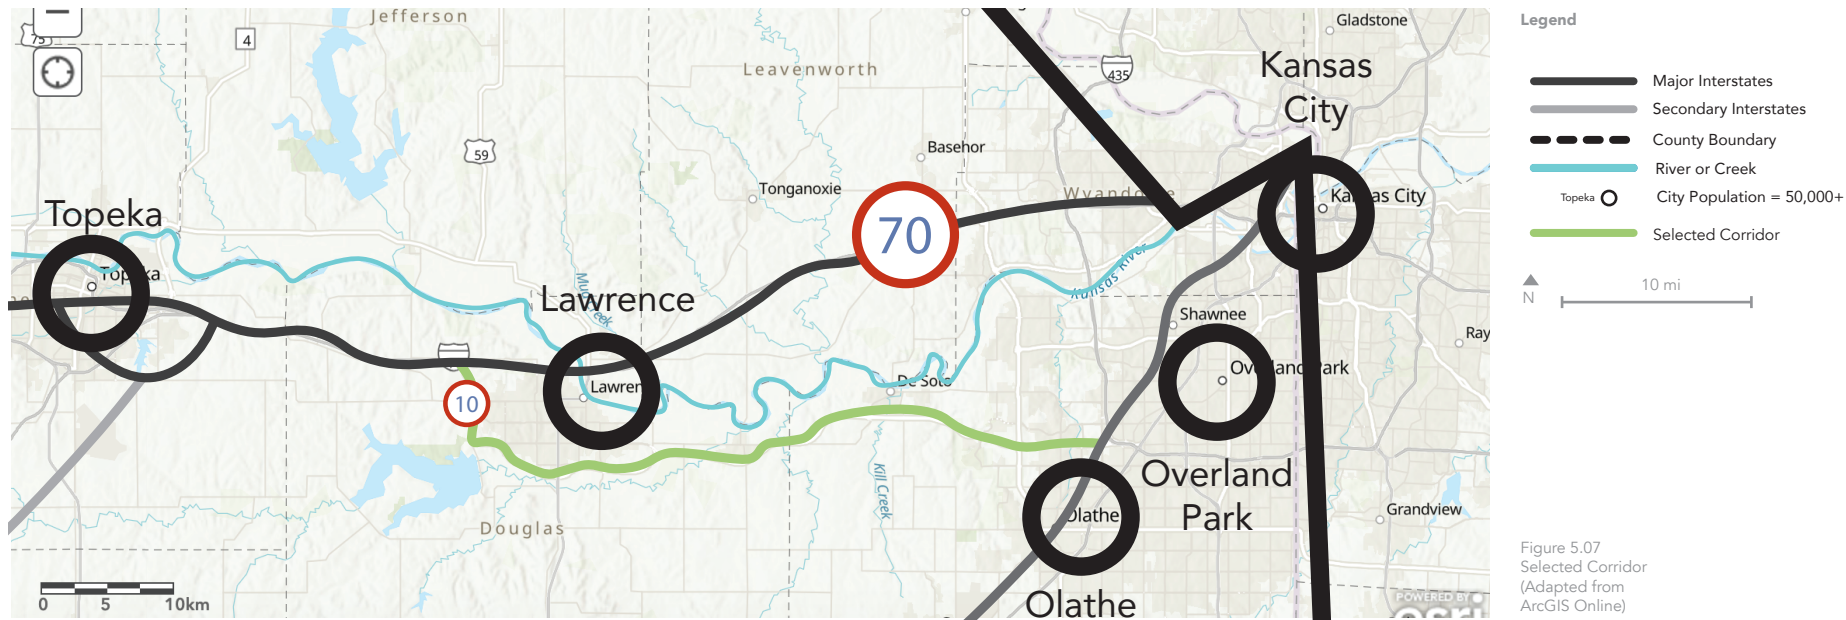 Jefferson
75
4
Leavenworth
435
Gladstone
Kansas
City
59
Basehor
Tonganoxie
Wyandotte
Kansas City
Topeka
Topeka
70
Kansas River
Mud Creek
Lawrence
Shawnee
Overland Park
Ray
10
Lawren
De Soto
Kill Creek
Overland
Park
Olathe
Grandview
Douglas
Olathe
0 5 10km
POWERED BY
esri
Legend
Major Interstates
Secondary Interstates
County Boundary
River or Creek
Topeka City Population = 50,000+
Selected Corridor
N
10 mi
Figure 5.07
Selected Corridor
(Adapted from
ArcGIS Online)